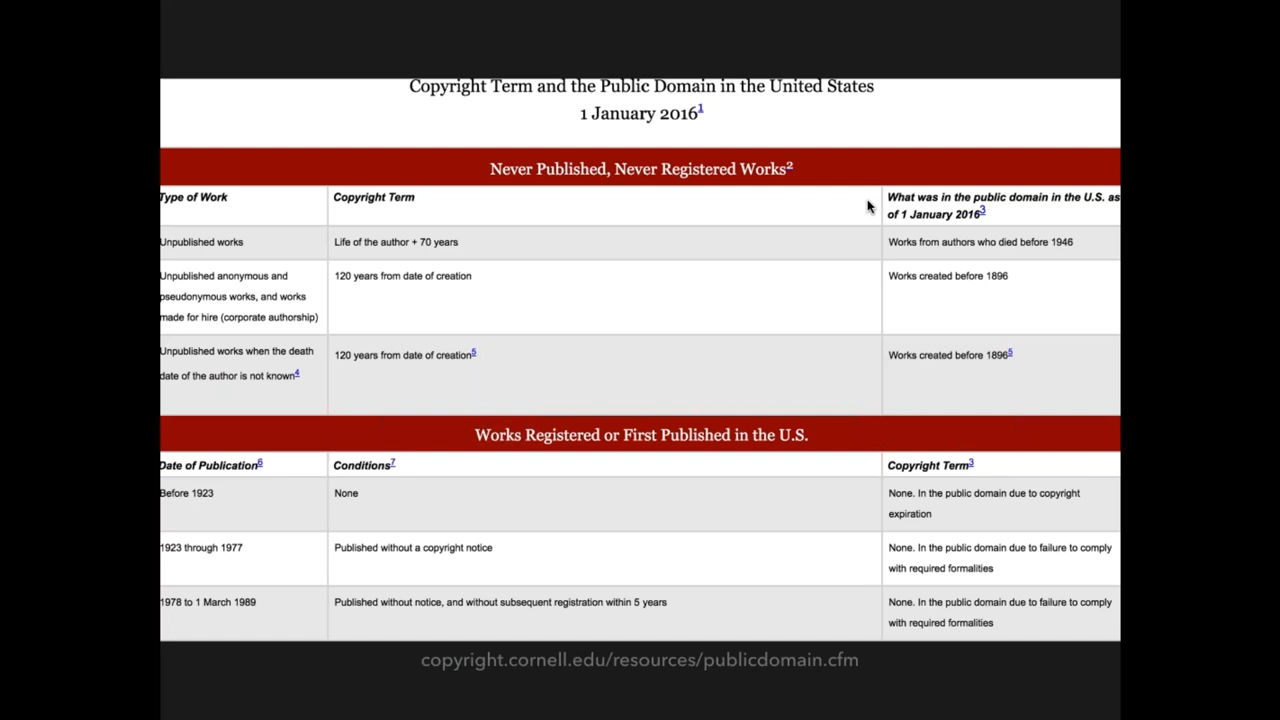 Copyright Term and the Public Domain in the United States
1 January 20161
Never Published, Never Registered Works2
Type of Work
Copyright Term
What was in the public domain in the U.S. as
of 1 January 20163
Unpublished works
Life of the author + 70 years
Works from authors who died before 1946
Unpublished anonymous and
pseudonymous works, and works
made for hire (corporate authorship)
120 years from date of creation
Works created before 1896
Unpublished works when the death
date of the author is not known4
120 years from date of creation5
Works created before 18965
Works Registered or First Published in the U.S.
Date of Publication6
Conditions7
Copyright Term3
Before 1923
None
None. In the public domain due to copyright
expiration
1923 through 1977
Published without a copyright notice
None. In the public domain due to failure to comply
with required formalities
1978 to 1 March 1989
Published without notice, and without subsequent registration within 5 years
None. In the public domain due to failure to comply
with required formalities
copyright.cornell.edu/resources/publicdomain.cfm